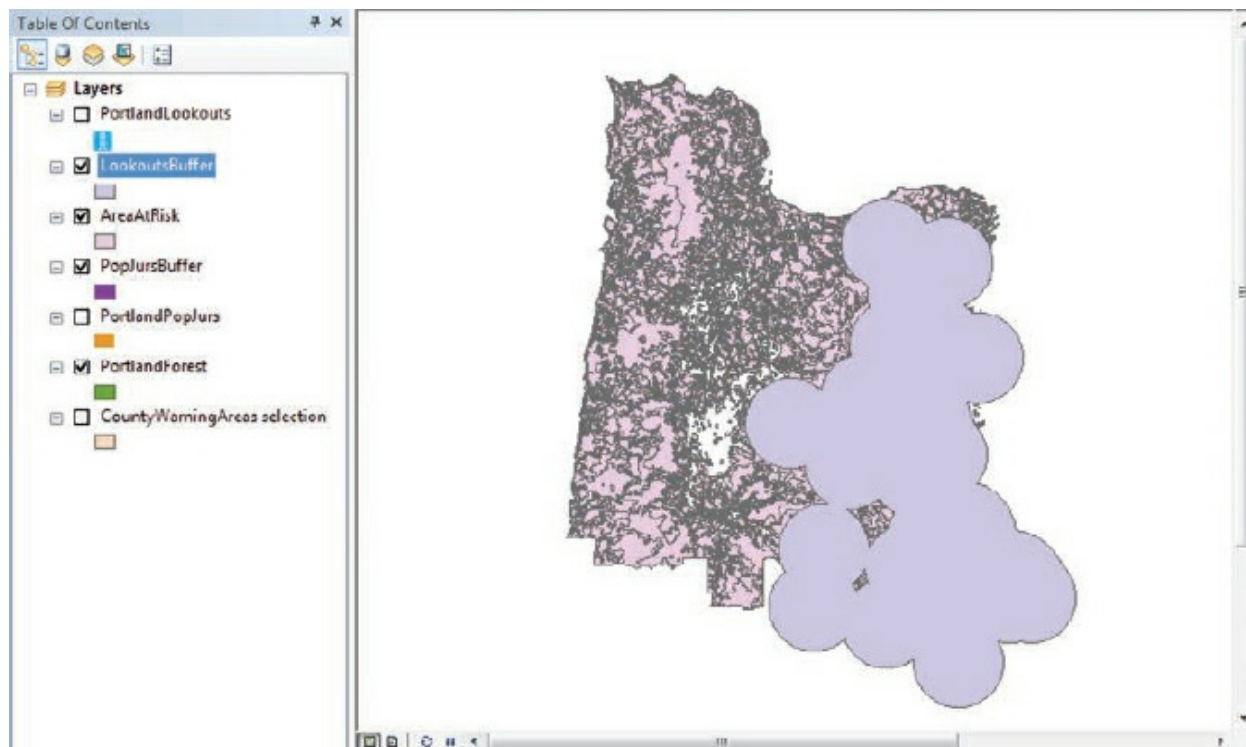 Table Of Contents
Layers
PortlandLookouts
LookoutsBuffer
AreaAtRisk
PopJursBuffer
PortlandPopJurs
PortlandForest
CountyWarningAreas selection